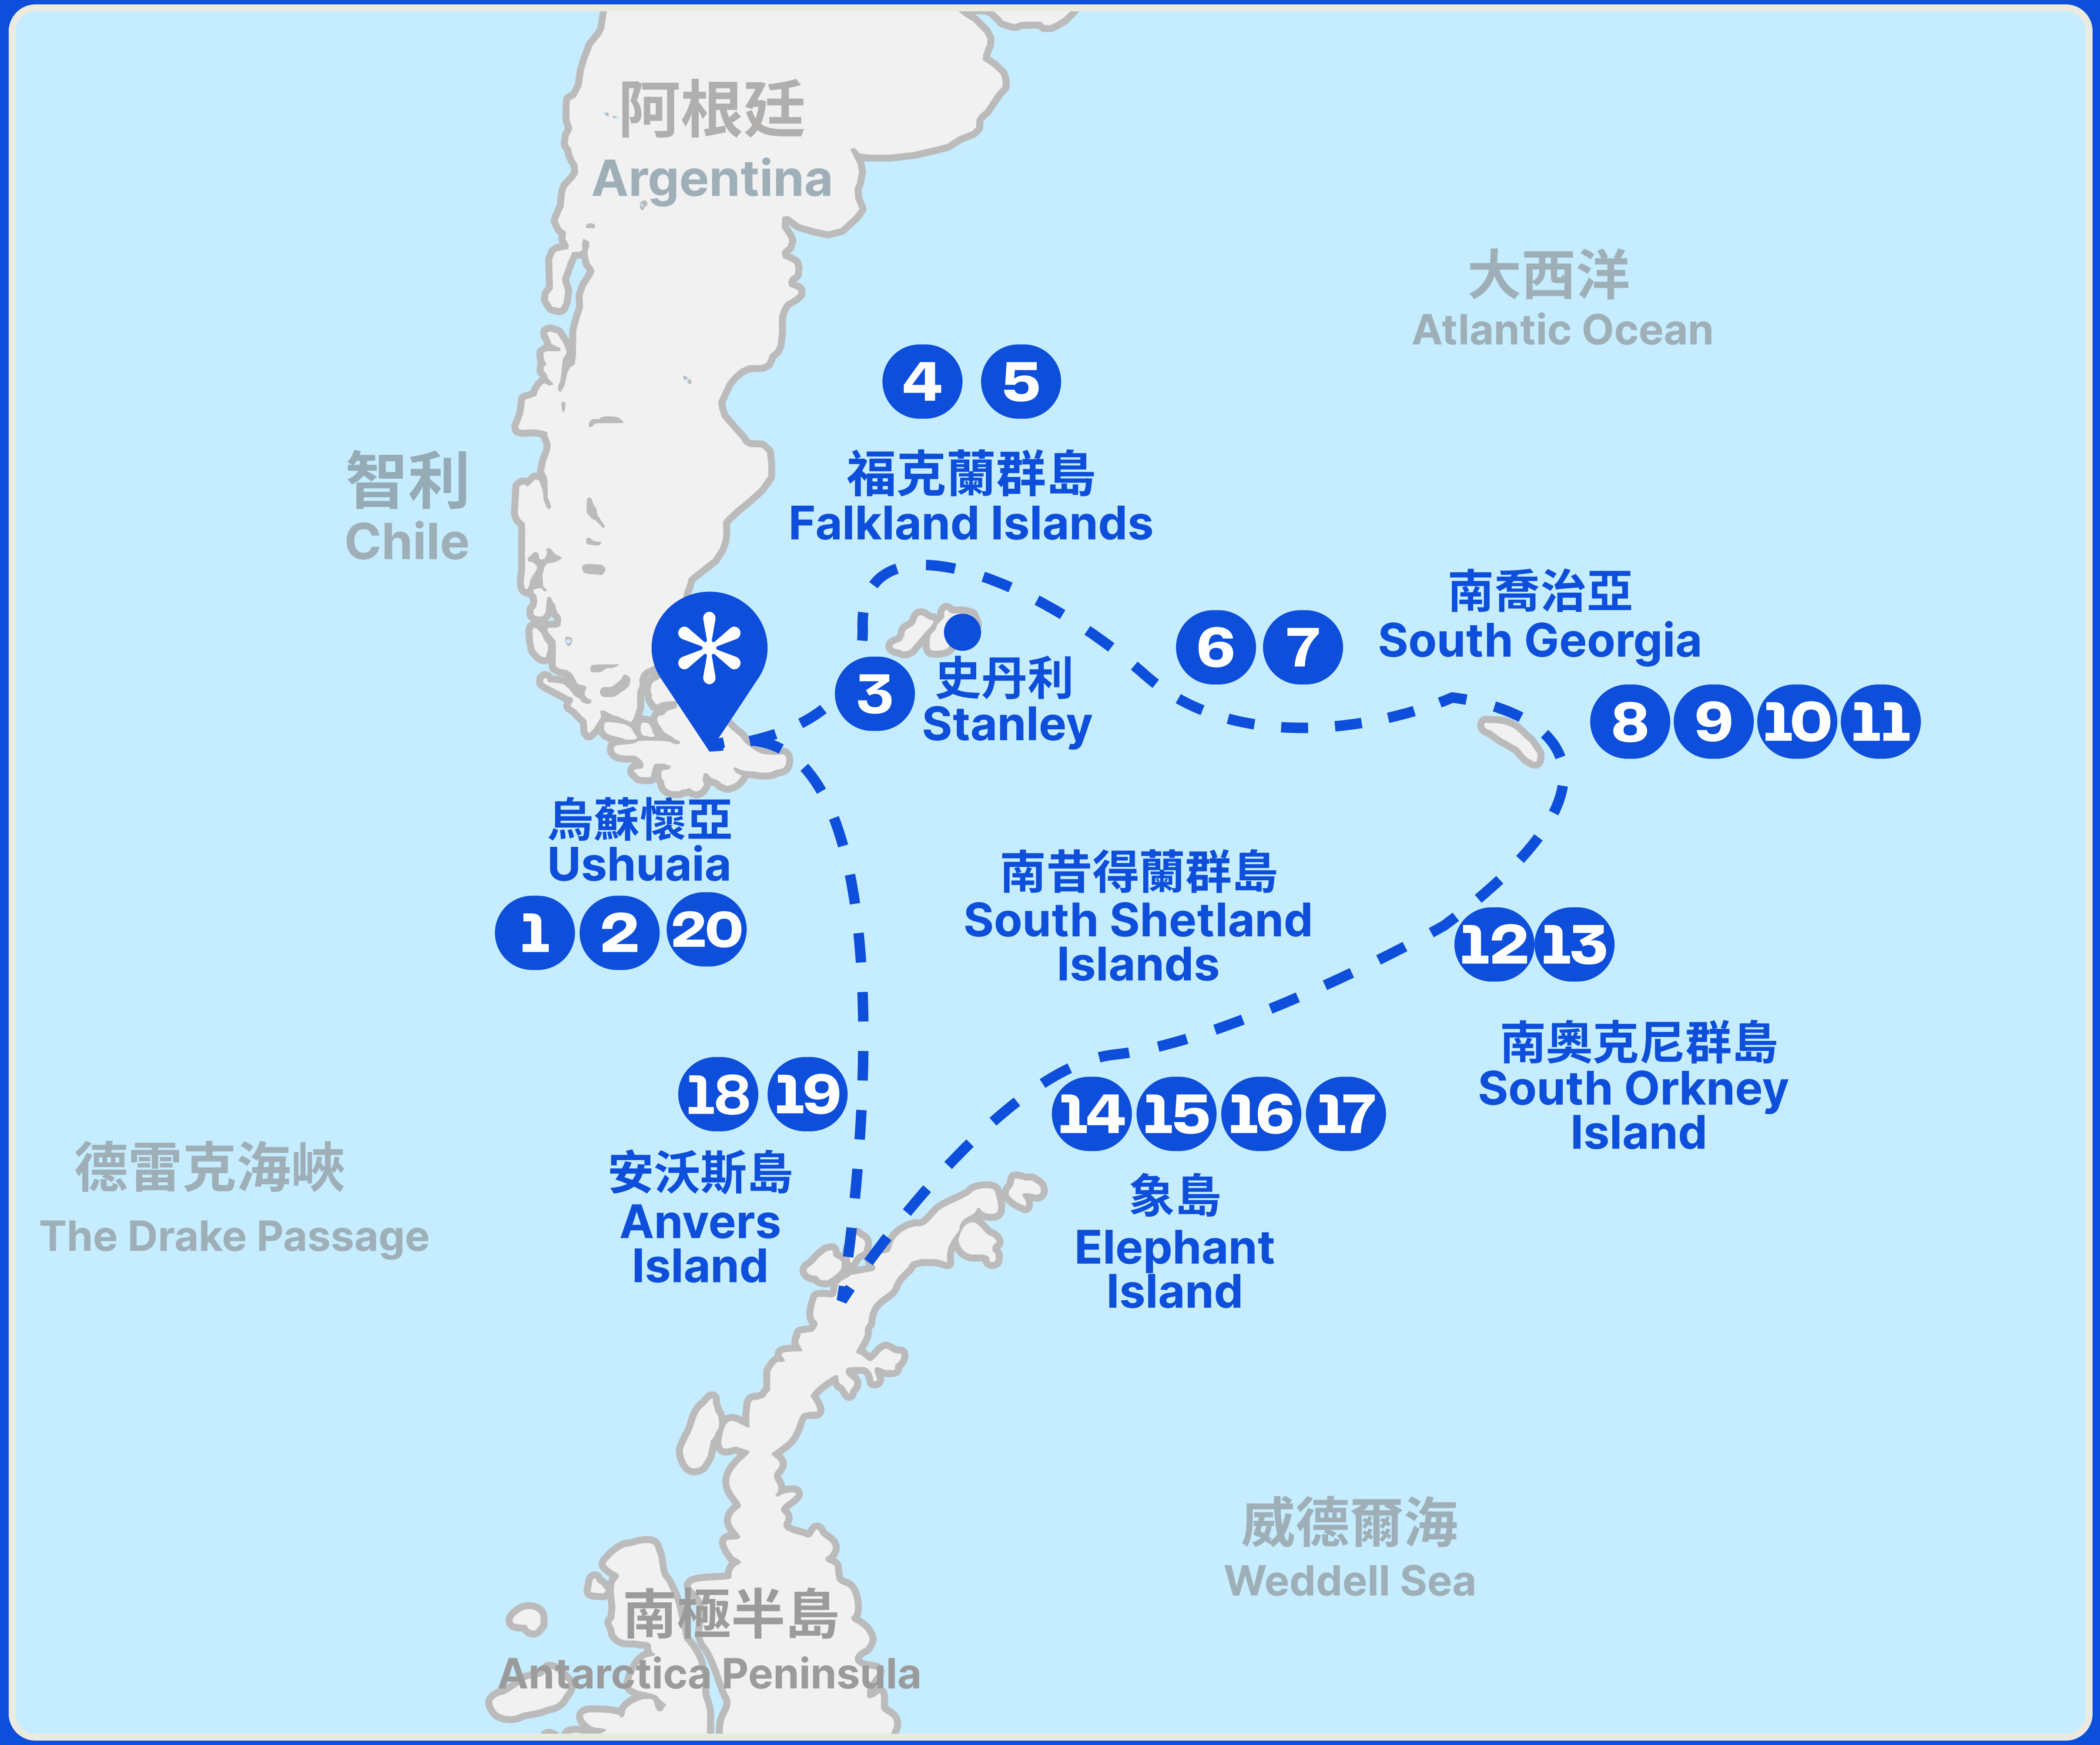 阿根廷
Argentina
大西洋
Atlantic Ocean
4 5
福克蘭群島
Falkland Islands
智利
Chile
南喬治亞
South Georgia
6 7
8 9 10 11
3
史丹利
Stanley
烏蘇懷亞
Ushuaia
1 2 20
南昔得蘭群島
South Shetland
Islands
12 13
南奧克尼群島
South Orkney
Island
18 19
安沃斯島
Anvers
Island
14 15 16 17
象島
Elephant
Island
德雷克海峽
The Drake Passage
威德爾海
Weddell Sea
南極半島
Antarctica Peninsula